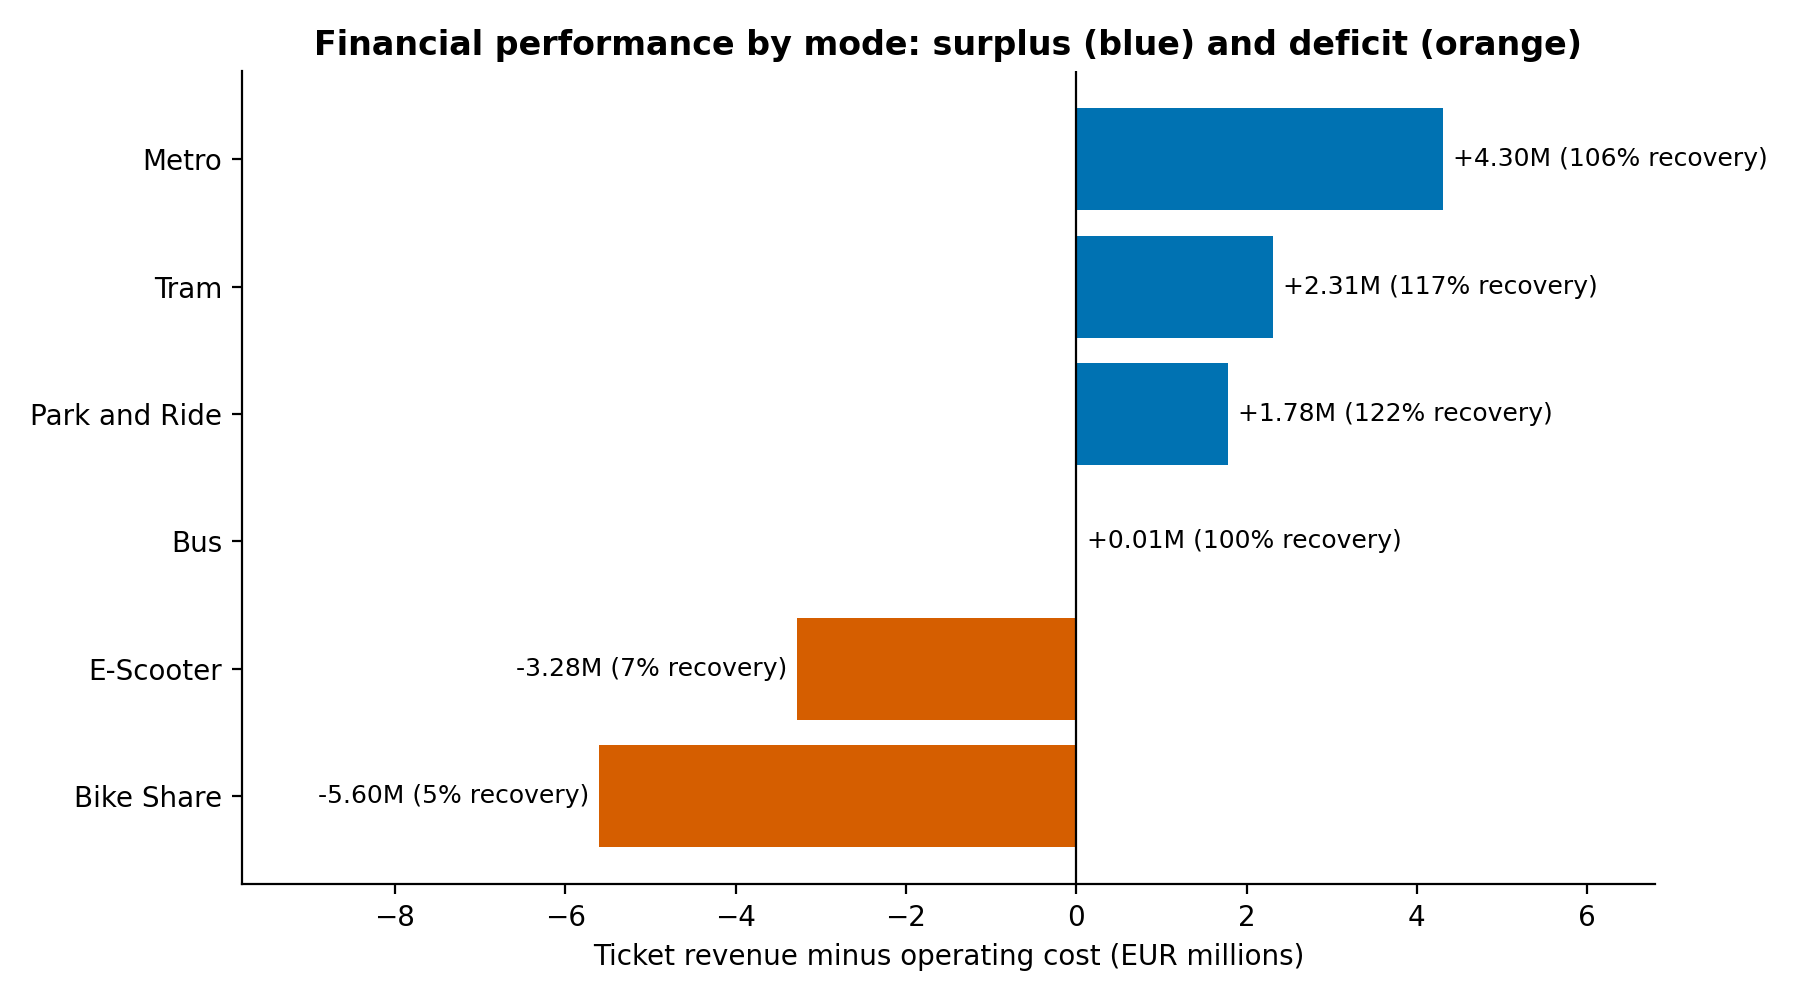 Financial performance by mode: surplus (blue) and deficit (orange)
Metro
+4.30M (106% recovery)
Tram
+2.31M (117% recovery)
Park and Ride
+1.78M (122% recovery)
Bus
+0.01M (100% recovery)
E-Scooter
-3.28M (7% recovery)
Bike Share
-5.60M (5% recovery)
−8 −6 −4 −2 0 2 4 6
Ticket revenue minus operating cost (EUR millions)